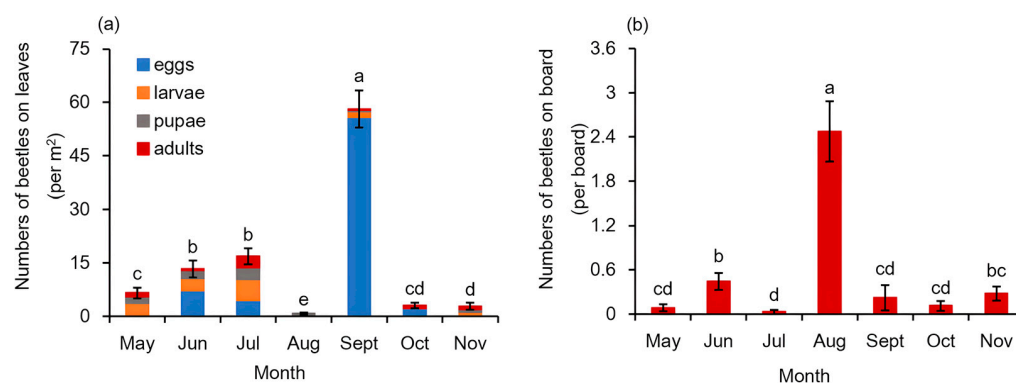 (a)
Numbers of beetles on leaves
(per m²)
75
60
45
30
15
0
eggs
larvae
pupae
adults
c
b
b
e
a
cd
d
May Jun Jul Aug Sept Oct Nov
Month
(b)
Numbers of beetles on board
(per board)
3.6
3
2.4
1.8
1.2
0.6
0
cd
b
d
a
cd
cd
bc
May Jun Jul Aug Sept Oct Nov
Month